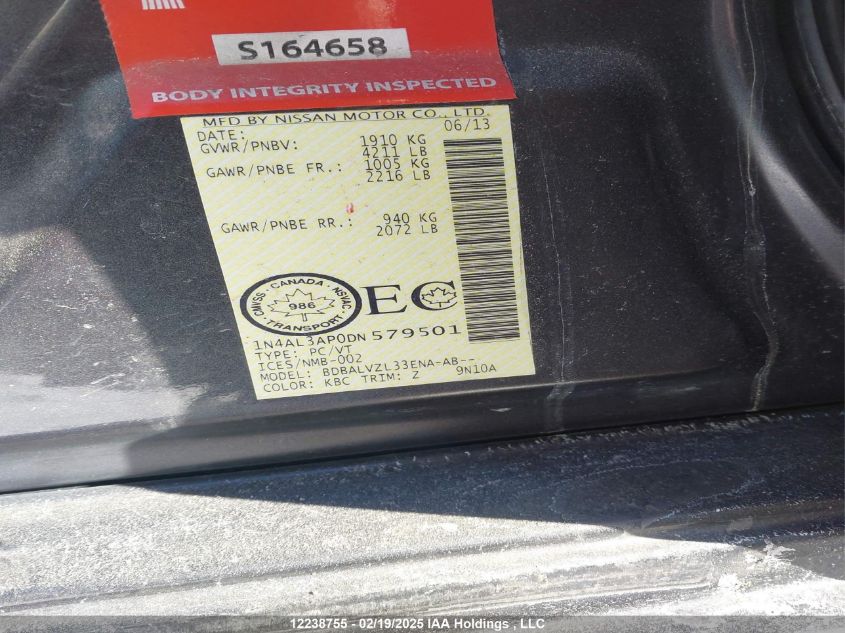 S164658
BODY INTEGRITY INSPECTED
MFD BY NISSAN MOTOR CO., LTD.
DATE: 06/13
GVWR/PNBV: 1910 KG
4211 LB
GAWR/PNBE FR.: 1005 KG
2216 LB
GAWR/PNBE RR.: 940 KG
2072 LB
CMVSS · CANADA · NSVAC
986
TRANSPORT
EC
1N4AL3AP0DN579501
TYPE: PC/VT
ICES/NMB-002
MODEL: BDBALVZL33ENA-AB--
COLOR: KBC TRIM: Z 9N10A
12238755 - 02/19/2025 IAA Holdings , LLC